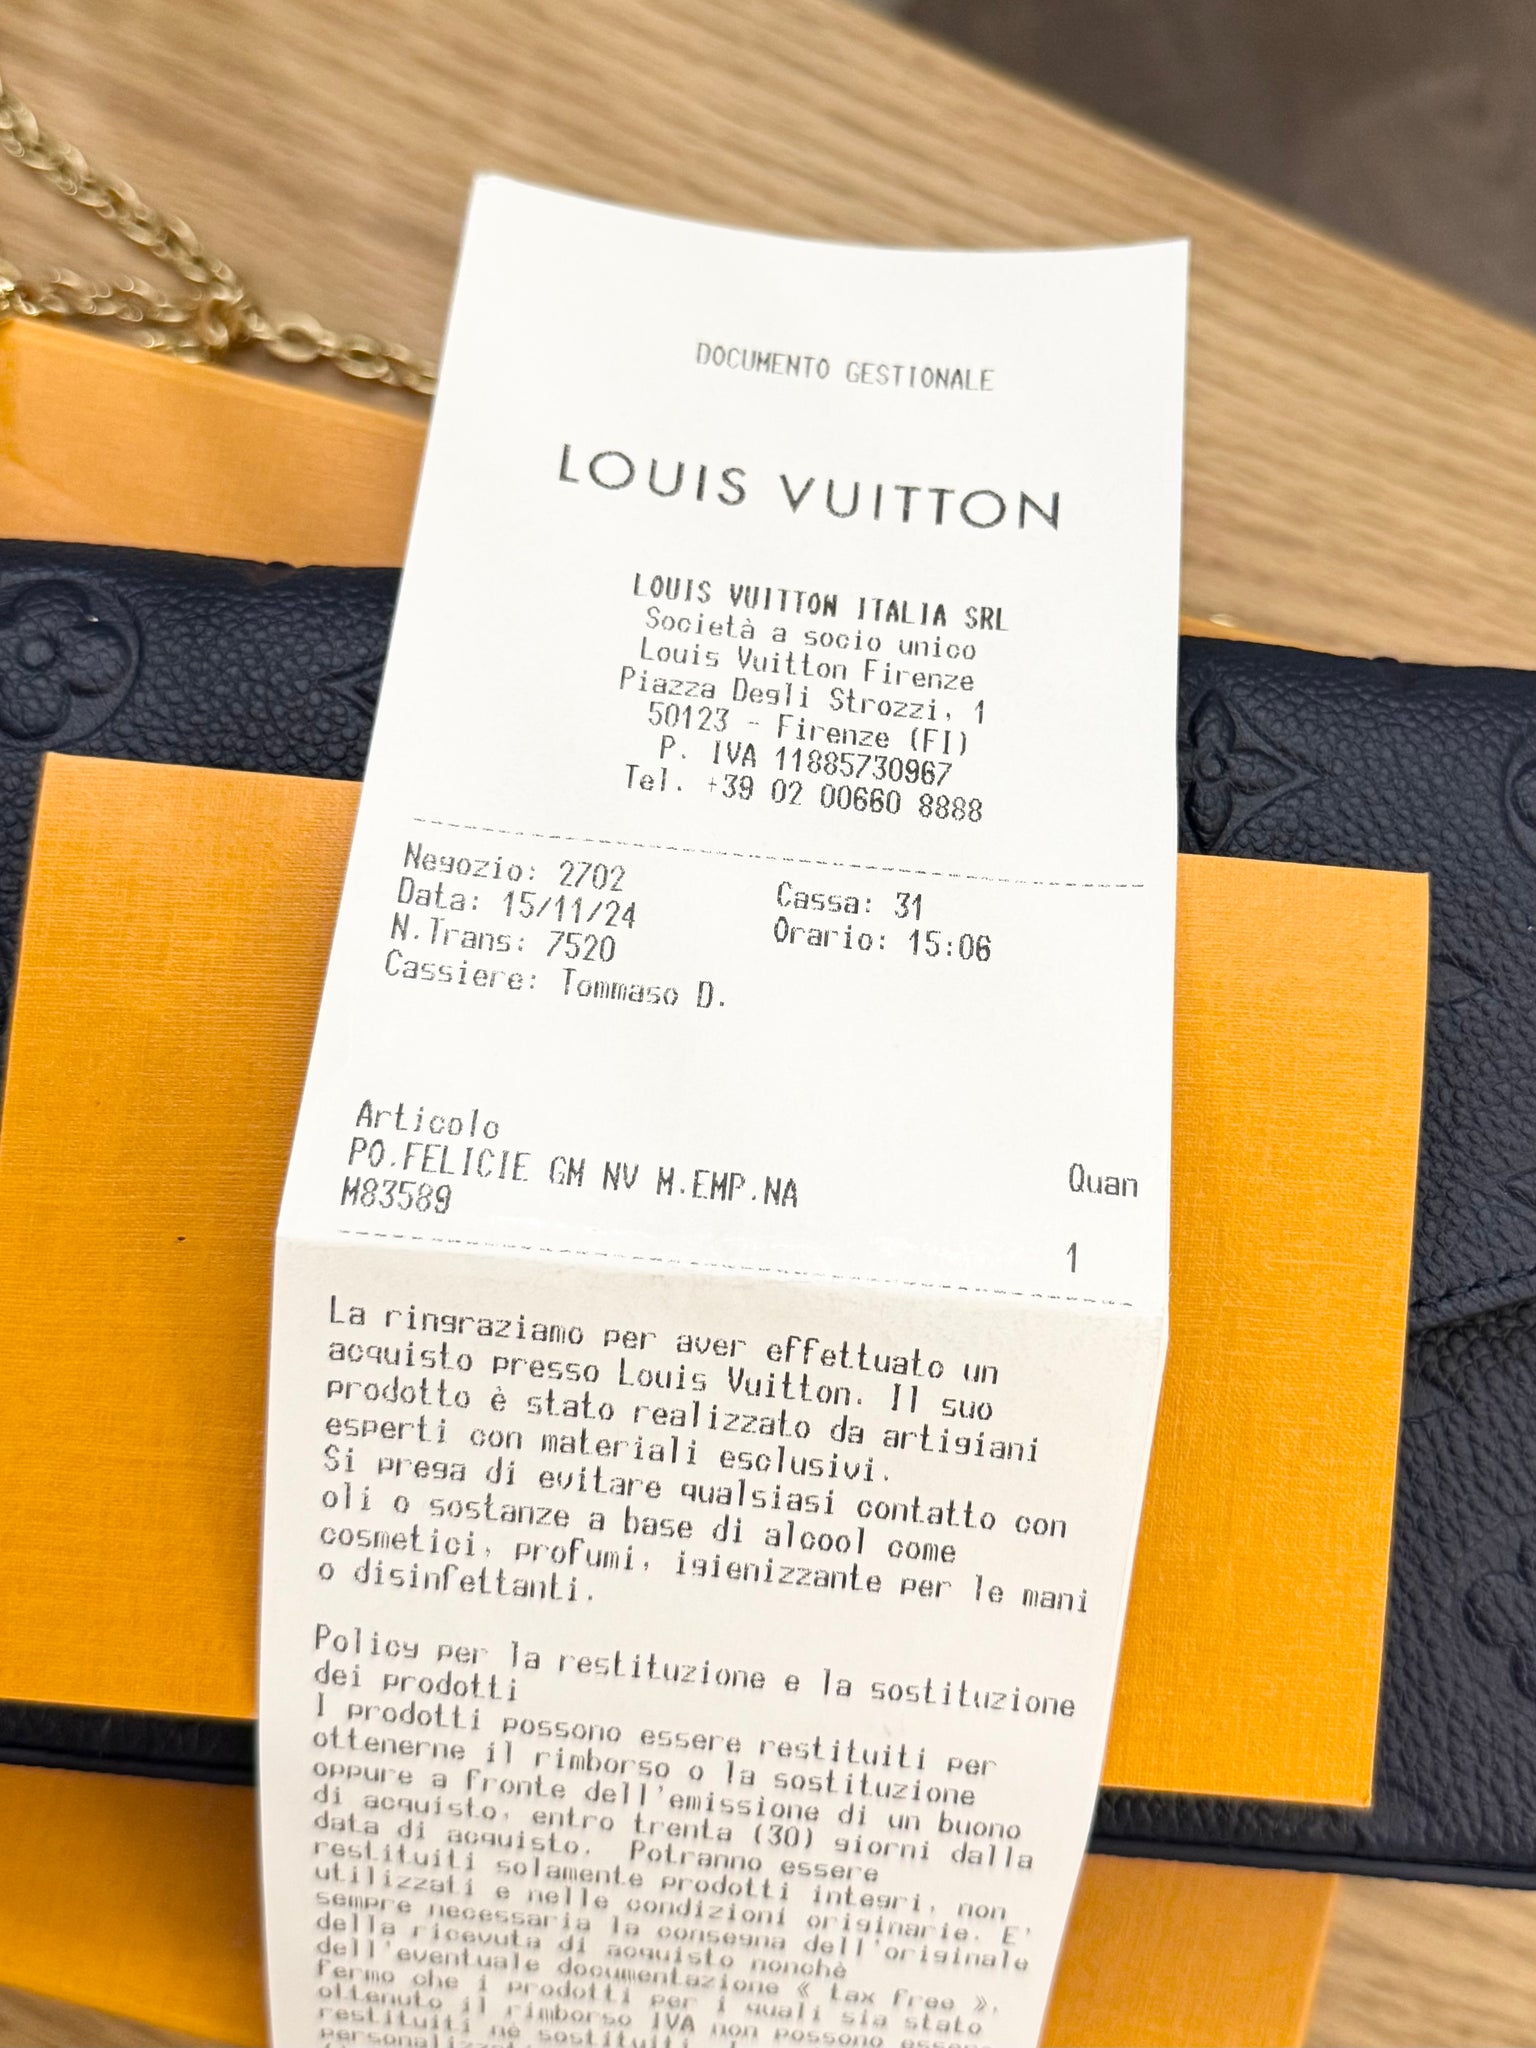 DOCUMENTO GESTIONALE
LOUIS VUITTON
LOUIS VUITTON ITALIA SRL
Società a socio unico
Louis Vuitton Firenze
Piazza Degli Strozzi, 1
50123 - Firenze (FI)
P. IVA 11885730967
Tel. +39 02 00660 8888
Negozio: 2702 Cassa: 31
Data: 15/11/24 Orario: 15:06
N.Trans: 7520
Cassiere: Tommaso D.
Articolo Quan
PO.FELICIE GM NV M.EMP.NA
M83589 1
La ringraziamo per aver effettuato un
acquisto presso Louis Vuitton. Il suo
prodotto è stato realizzato da artigiani
esperti con materiali esclusivi.
Si prega di evitare qualsiasi contatto con
oli o sostanze a base di alcool come
cosmetici, profumi, igienizzante per le mani
o disinfettanti.
Policy per la restituzione e la sostituzione
dei prodotti
I prodotti possono essere restituiti per
ottenerne il rimborso o la sostituzione
oppure a fronte dell'emissione di un buono
di acquisto, entro trenta (30) giorni dalla
data di acquisto. Potranno essere
restituiti solamente prodotti integri, non
utilizzati e nelle condizioni originarie. E'
sempre necessaria la consegna dell'originale
della ricevuta di acquisto nonchè
dell'eventuale documentazione « tax free »,
fermo che i prodotti per i quali sia stato
ottenuto il rimborso IVA non possono essere
restituiti nè sostituiti.